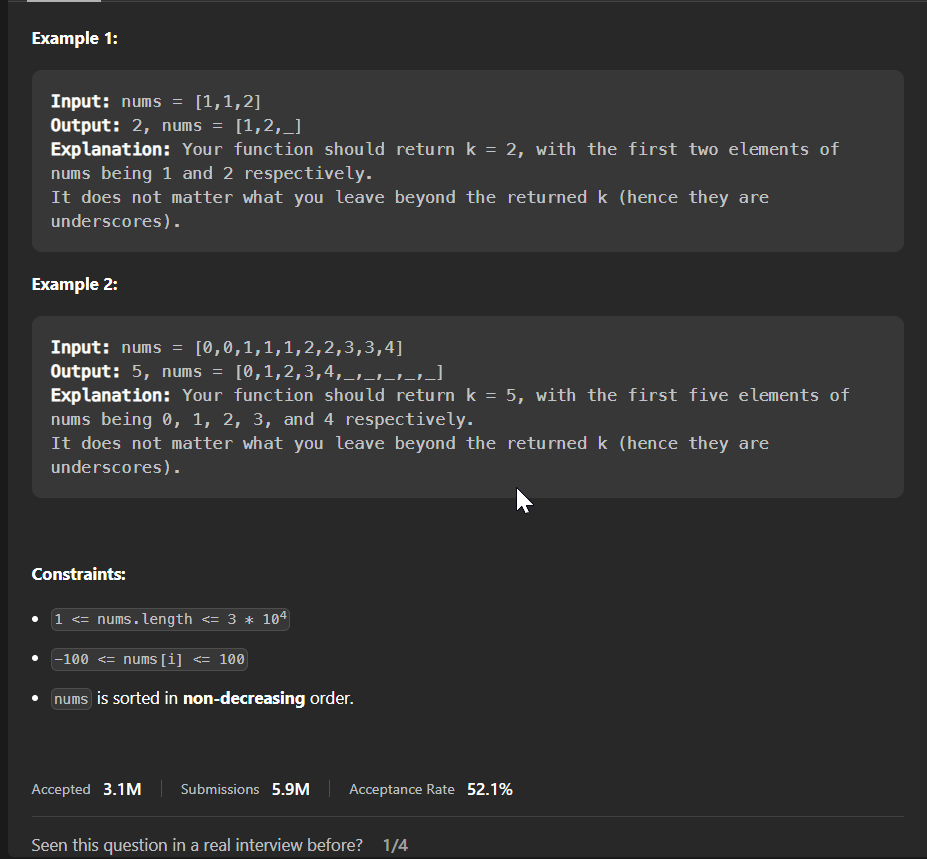 Example 1:
Input: nums = [1,1,2]
Output: 2, nums = [1,2,_]
Explanation: Your function should return k = 2, with the first two elements of
nums being 1 and 2 respectively.
It does not matter what you leave beyond the returned k (hence they are
underscores).
Example 2:
Input: nums = [0,0,1,1,1,2,2,3,3,4]
Output: 5, nums = [0,1,2,3,4,_,_,_,_,_]
Explanation: Your function should return k = 5, with the first five elements of
nums being 0, 1, 2, 3, and 4 respectively.
It does not matter what you leave beyond the returned k (hence they are
underscores).
Constraints:
• 1 <= nums.length <= 3 * 10⁴
• -100 <= nums[i] <= 100
• nums is sorted in non-decreasing order.
Accepted 3.1M Submissions 5.9M Acceptance Rate 52.1%
Seen this question in a real interview before? 1/4